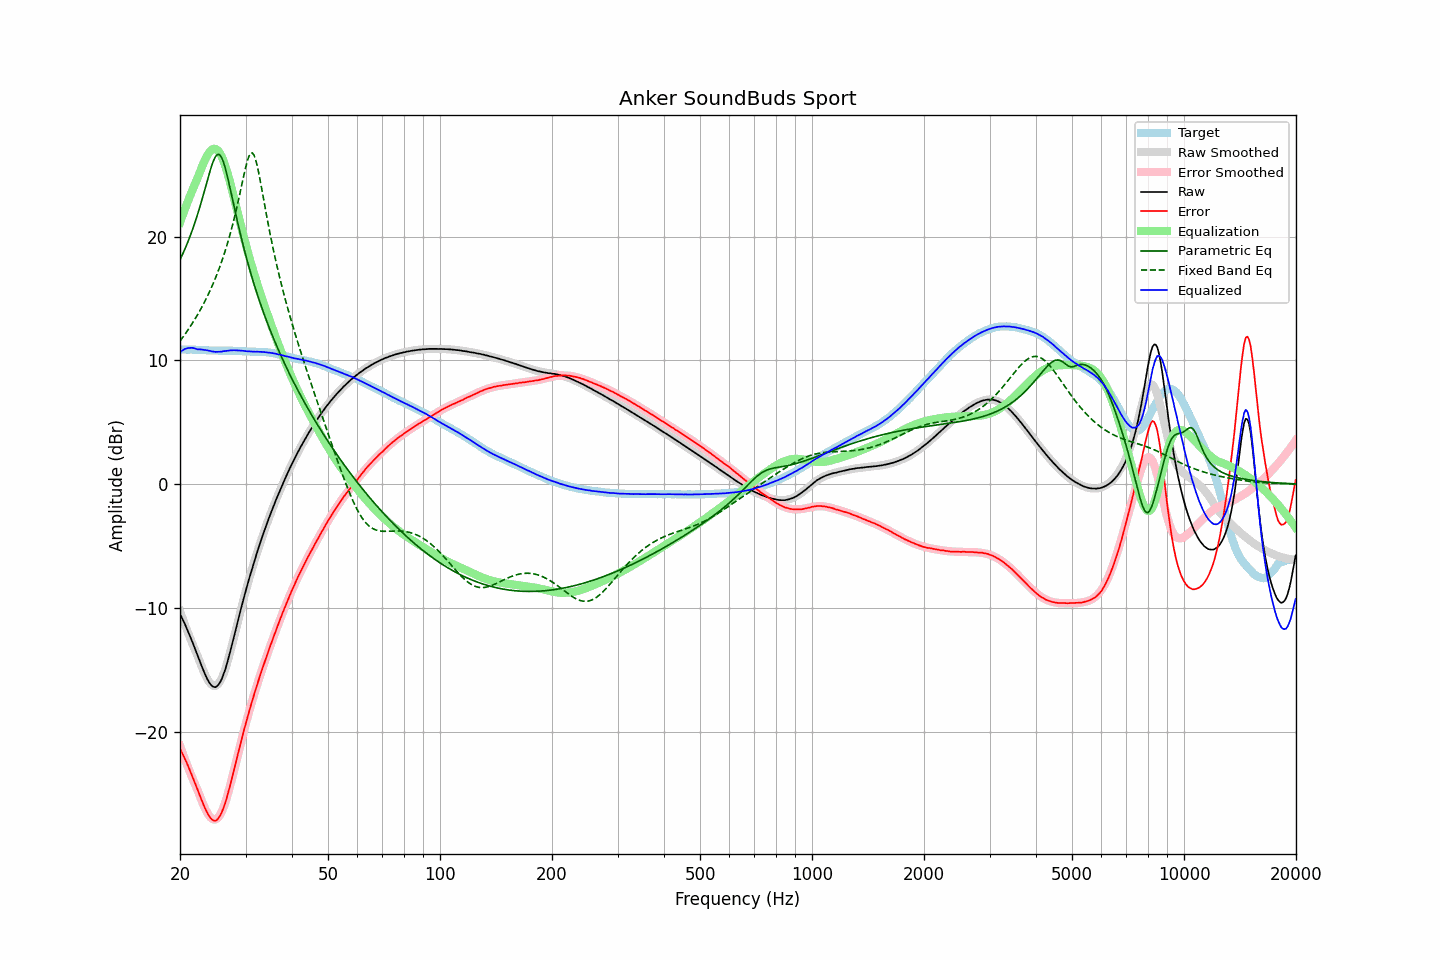 Anker SoundBuds Sport
Target
Raw Smoothed
Error Smoothed
Raw
Error
Equalization
Parametric Eq
Fixed Band Eq
Equalized
Amplitude (dBr)
20
10
0
−10
−20
20 50 100 200 500 1000 2000 5000 10000 20000
Frequency (Hz)